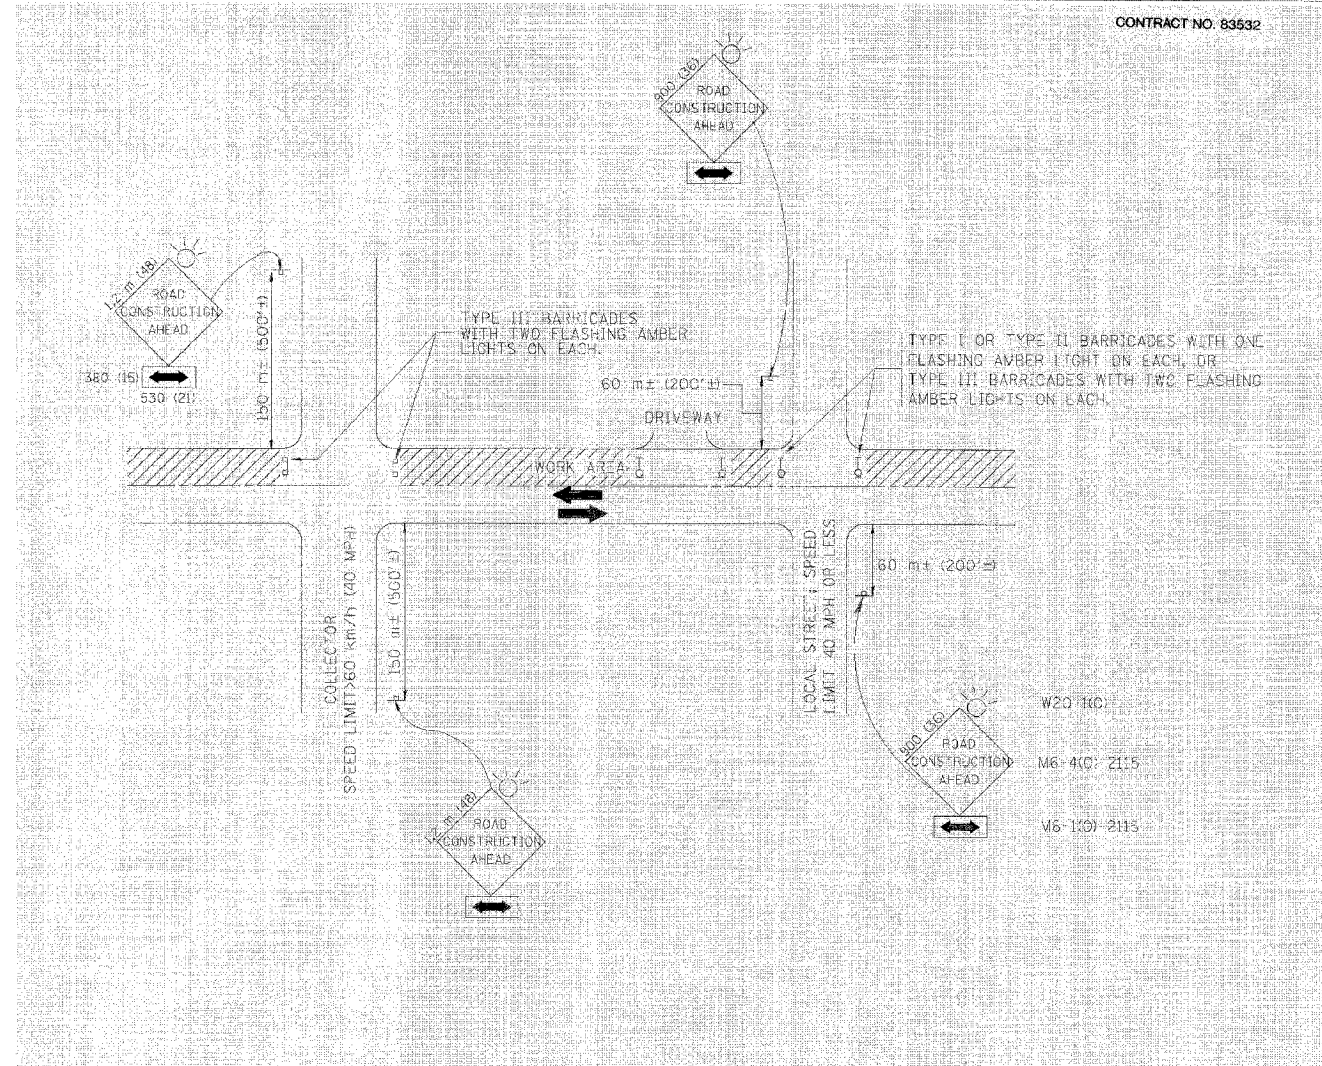 CONTRACT NO. 83532
900 (36)
ROAD
CONSTRUCTION
AHEAD
1.2 m (48)
ROAD
CONSTRUCTION
AHEAD
380 (15)
530 (21)
150 m± (500'±)
TYPE III BARRICADES
WITH TWO FLASHING AMBER
LIGHTS ON EACH.
60 m± (200'±)
DRIVEWAY
TYPE I OR TYPE II BARRICADES WITH ONE
FLASHING AMBER LIGHT ON EACH, OR
TYPE III BARRICADES WITH TWO FLASHING
AMBER LIGHTS ON EACH.
WORK AREA
COLLECTOR
SPEED LIMIT>60 km/h (40 MPH)
150 m± (500'±)
LOCAL STREET; SPEED
LIMIT 40 MPH OR LESS
60 m± (200'±)
1.2 m (48)
ROAD
CONSTRUCTION
AHEAD
900 (36)
ROAD
CONSTRUCTION
AHEAD
W20-1(O)
M6-4(O) 2115
M6-1(O) 2115